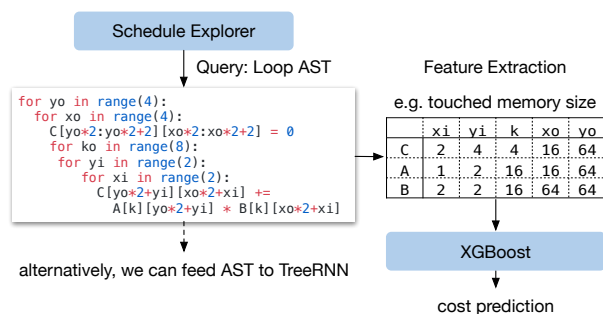 Schedule Explorer
Query: Loop AST
for yo in range(4):
  for xo in range(4):
    C[yo*2:yo*2+2][xo*2:xo*2+2] = 0
    for ko in range(8):
      for yi in range(2):
        for xi in range(2):
          C[yo*2+yi][xo*2+xi] +=
            A[k][yo*2+yi] * B[k][xo*2+xi]
alternatively, we can feed AST to TreeRNN
Feature Extraction
e.g. touched memory size
xi yi k xo yo
C 2 4 4 16 64
A 1 2 16 16 64
B 2 2 16 64 64
XGBoost
cost prediction